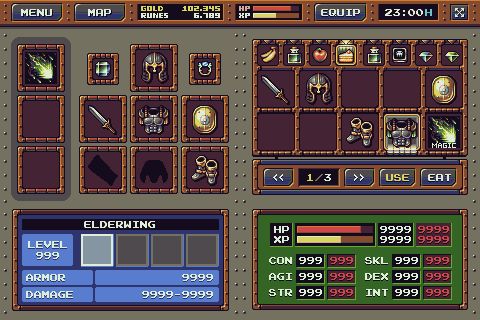 MENU MAP GOLD 102.345 HP EQUIP 23:00H
RUNES 6.789 XP
MAGIC
<< 1/3 >> USE EAT
ELDERWING
LEVEL 999
ARMOR 9999
DAMAGE 9999-9999
HP 9999 9999
XP 9999 9999
CON 999 999 SKL 999 999
AGI 999 999 DEX 999 999
STR 999 999 INT 999 999